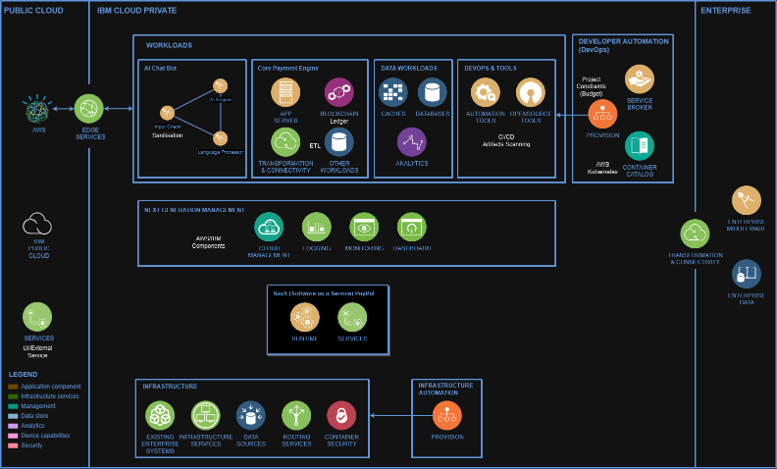 PUBLIC CLOUD
IBM CLOUD PRIVATE
ENTERPRISE
WORKLOADS
DEVELOPER AUTOMATION
(DevOps)
AI Chat Bot
Core Payment Engine
DATA WORKLOADS
DEVOPS & TOOLS
AI Engine
Input Check
Sanitisation
Language Processor
APP
SERVER
BLOCKCHAIN
Ledger
ETL
TRANSFORMATION
& CONNECTIVITY
OTHER
WORKLOADS
CACHES
DATABASES
ANALYTICS
AUTOMATION
TOOLS
OPENSOURCE
TOOLS
CI/CD
Artifacts Scanning
Project
Constraints
(Budget)
SERVICE
BROKER
PROVISION
AWS
Kubernetes
CONTAINER
CATALOG
AWS
EDGE
SERVICES
IBM
PUBLIC
CLOUD
SERVICES
UI/External
Service
NEXT GENERATION MANAGEMENT
AWS/IBM
Components
CLOUD
MANAGEMENT
LOGGING
MONITORING
DASHBOARD
TRANSFORMATION
& CONNECTIVITY
ENTERPRISE
MIDDLEWARE
ENTERPRISE
DATA
SaaS (Software as a Service) PayPal
RUNTIME
SERVICES
LEGEND
Application component
Infrastructure services
Management
Data store
Analytics
Device capabilities
Security
INFRASTRUCTURE
EXISTING
ENTERPRISE
SYSTEMS
INFRASTRUCTURE
SERVICES
DATA
SOURCES
ROUTING
SERVICES
CONTAINER
SECURITY
INFRASTRUCTURE
AUTOMATION
PROVISION